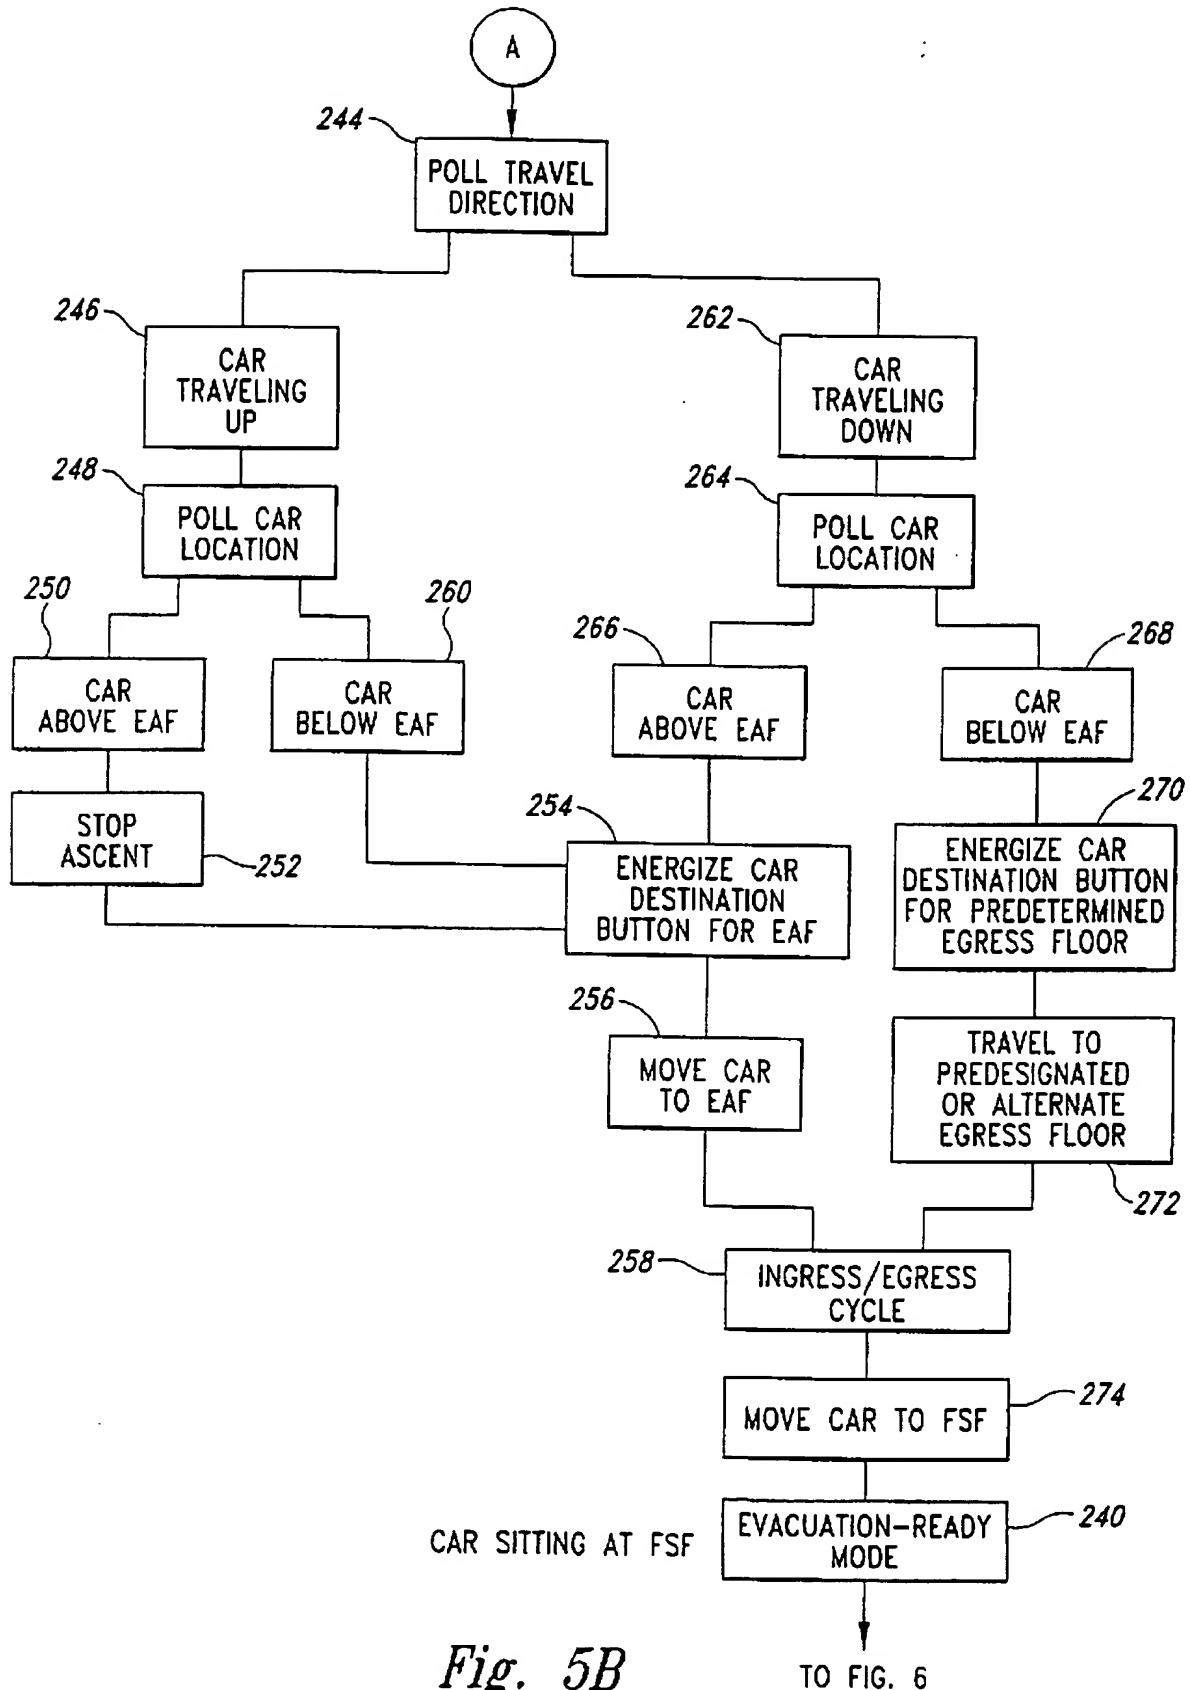 A
244
POLL TRAVEL
DIRECTION
246
CAR
TRAVELING
UP
262
CAR
TRAVELING
DOWN
248
POLL CAR
LOCATION
264
POLL CAR
LOCATION
250
CAR
ABOVE EAF
260
CAR
BELOW EAF
266
CAR
ABOVE EAF
268
CAR
BELOW EAF
STOP
ASCENT
252
254
ENERGIZE CAR
DESTINATION
BUTTON FOR EAF
270
ENERGIZE CAR
DESTINATION BUTTON
FOR PREDETERMINED
EGRESS FLOOR
256
MOVE CAR
TO EAF
TRAVEL TO
PREDESIGNATED
OR ALTERNATE
EGRESS FLOOR
272
258
INGRESS/EGRESS
CYCLE
MOVE CAR TO FSF
274
CAR SITTING AT FSF
EVACUATION-READY
MODE
240
Fig. 5B
TO FIG. 6